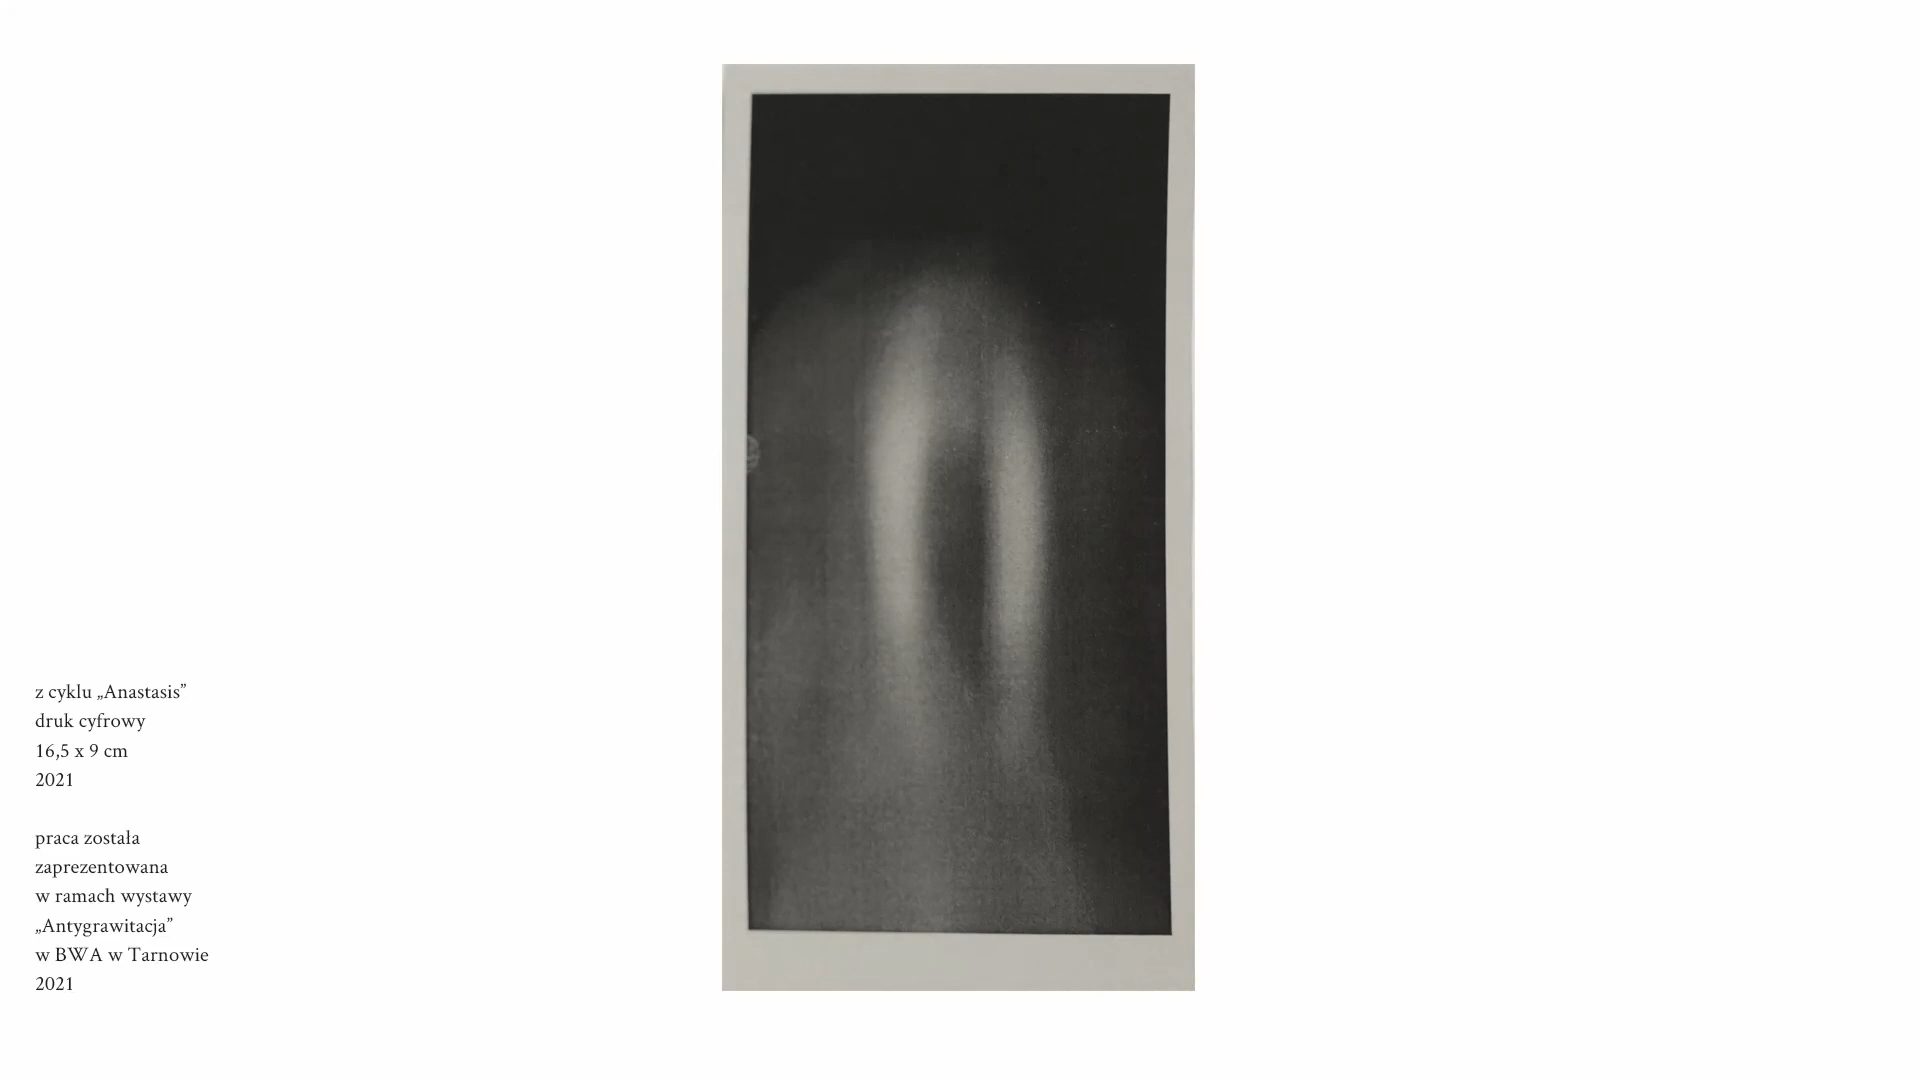 z cyklu „Anastasis”
druk cyfrowy
16,5 x 9 cm
2021
praca została
zaprezentowana
w ramach wystawy
„Antygrawitacja”
w BWA w Tarnowie
2021